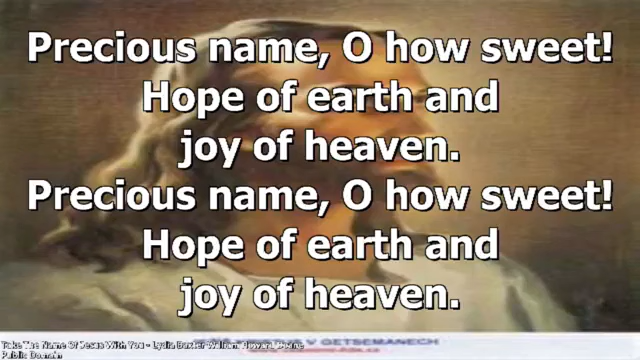 Precious name, O how sweet!
Hope of earth and
joy of heaven.
Precious name, O how sweet!
Hope of earth and
joy of heaven.
V GETSEMANECH
Take The Name Of Jesus With You - Lydia Baxter William Howard Doane
Public Domain